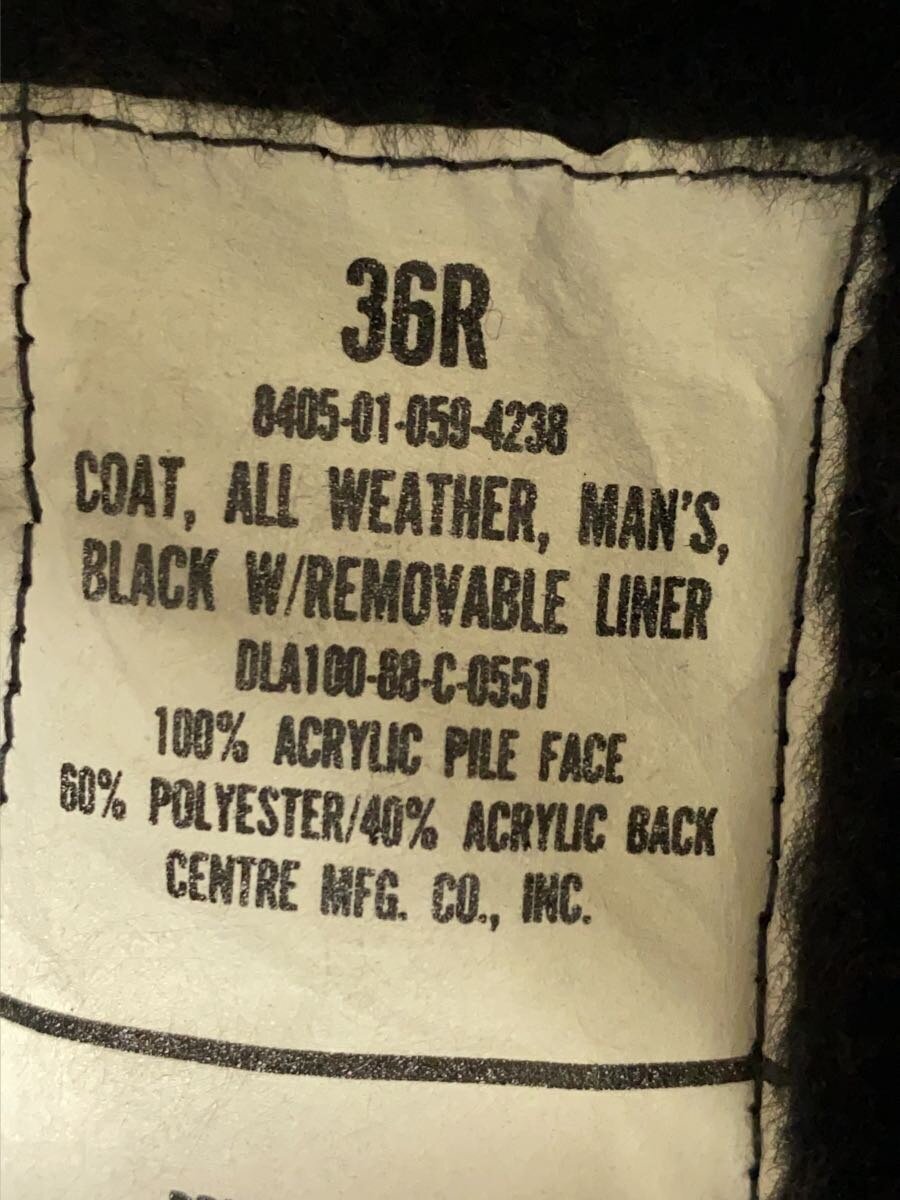 36R
8405-01-059-4238
COAT, ALL WEATHER, MAN'S,
BLACK W/REMOVABLE LINER
DLA100-88-C-0551
100% ACRYLIC PILE FACE
60% POLYESTER/40% ACRYLIC BACK
CENTRE MFG. CO., INC.